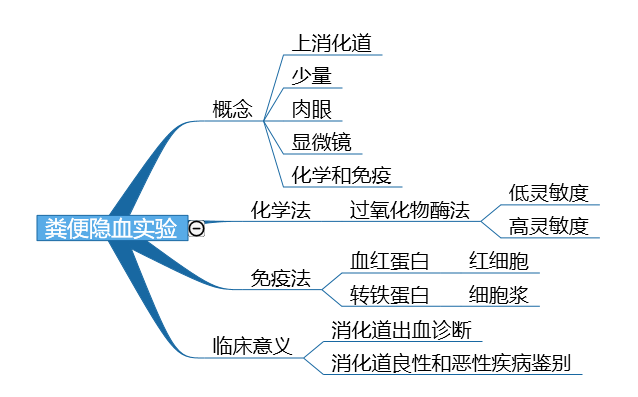 粪便隐血实验
概念
上消化道
少量
肉眼
显微镜
化学和免疫
化学法
过氧化物酶法
低灵敏度
高灵敏度
免疫法
血红蛋白
红细胞
转铁蛋白
细胞浆
临床意义
消化道出血诊断
消化道良性和恶性疾病鉴别